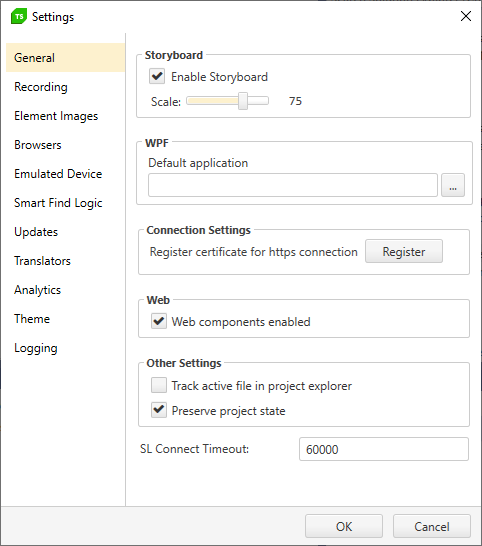 TS Settings
General
Recording
Element Images
Browsers
Emulated Device
Smart Find Logic
Updates
Translators
Analytics
Theme
Logging
Storyboard
Enable Storyboard
Scale: 75
WPF
Default application
...
Connection Settings
Register certificate for https connection Register
Web
Web components enabled
Other Settings
Track active file in project explorer
Preserve project state
SL Connect Timeout: 60000
OK Cancel